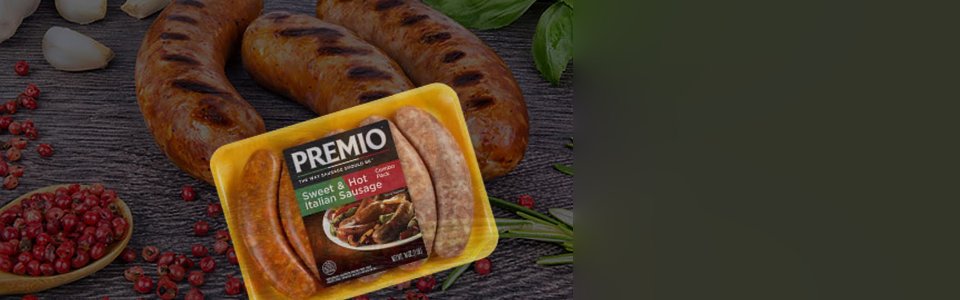 PREMIO
THE WAY SAUSAGE SHOULD BE
Sweet & Hot
Italian Sausage
Combo
Pack